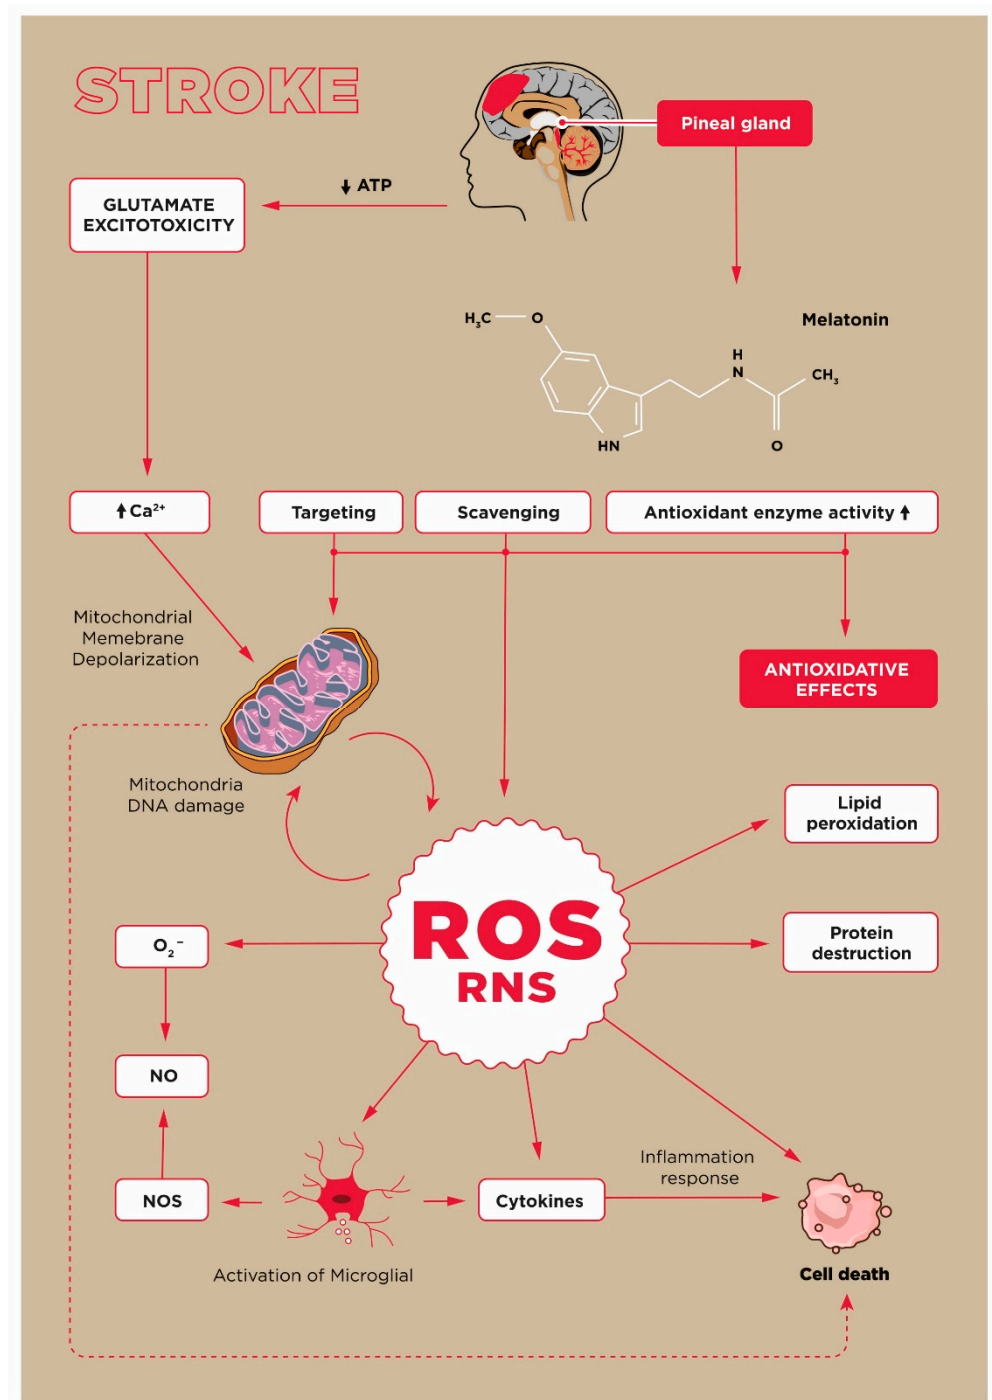 STROKE
Pineal gland
↓ ATP
GLUTAMATE
EXCITOTOXICITY
H₃C
O
Melatonin
H
N
CH₃
HN
O
↑Ca²⁺
Targeting
Scavenging
Antioxidant enzyme activity ↑
Mitochondrial
Memebrane
Depolarization
ANTIOXIDATIVE
EFFECTS
Mitochondria
DNA damage
Lipid
peroxidation
ROS
RNS
O₂⁻
Protein
destruction
NO
Inflammation
response
NOS
Cytokines
Activation of Microglial
Cell death